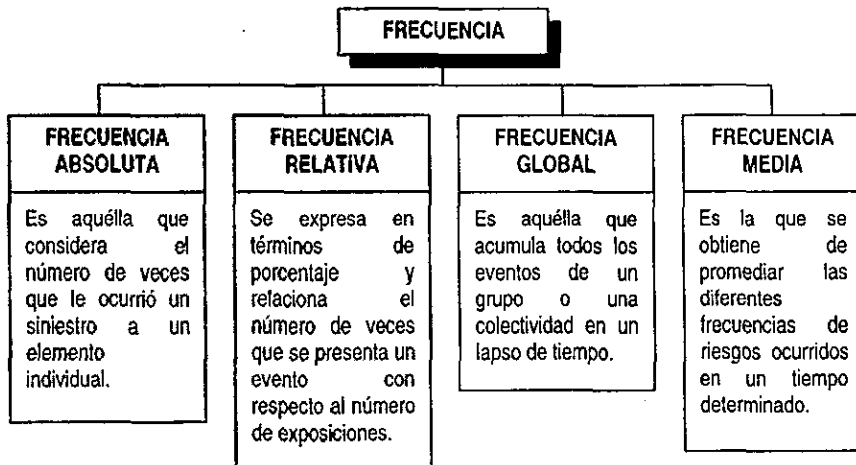 FRECUENCIA
FRECUENCIA
ABSOLUTA
Es aquélla que
considera el
número de veces
que le ocurrió un
siniestro a un
elemento
individual.
FRECUENCIA
RELATIVA
Se expresa en
términos de
porcentaje y
relaciona el
número de veces
que se presenta un
evento con
respecto al número
de exposiciones.
FRECUENCIA
GLOBAL
Es aquélla que
acumula todos los
eventos de un
grupo o una
colectividad en un
lapso de tiempo.
FRECUENCIA
MEDIA
Es la que se
obtiene de
promediar las
diferentes
frecuencias de
riesgos ocurridos
en un tiempo
determinado.